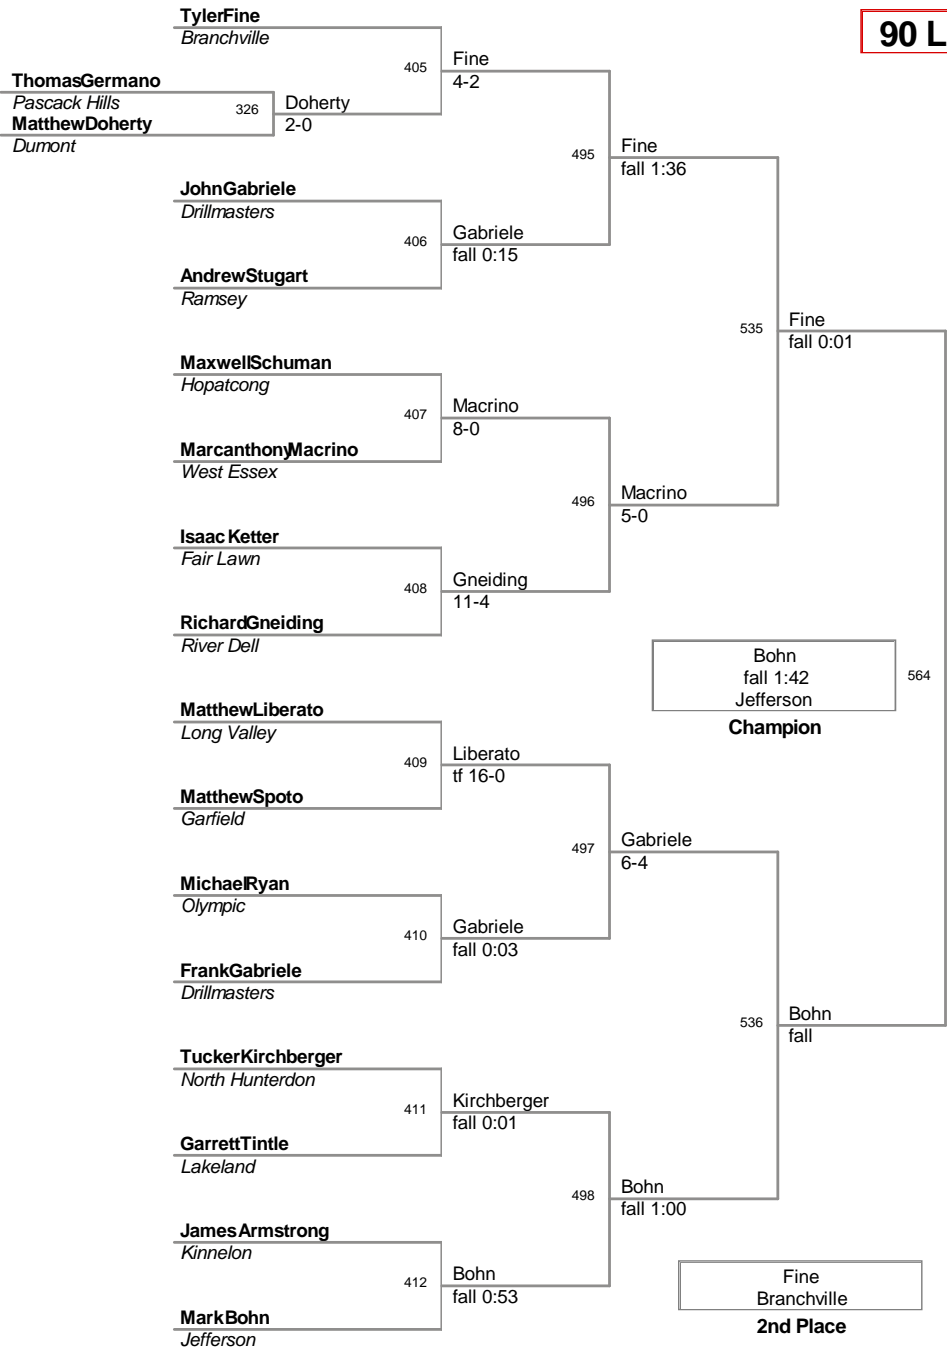 TylerFine
Branchville
90 L
405
Fine
4-2
ThomasGermano
Pascack Hills
326
Doherty
2-0
MatthewDoherty
Dumont
495
Fine
fall 1:36
JohnGabriele
Drillmasters
406
Gabriele
fall 0:15
AndrewStugart
Ramsey
535
Fine
fall 0:01
MaxwellSchuman
Hopatcong
407
Macrino
8-0
MarcanthonyMacrino
West Essex
496
Macrino
5-0
Isaac Ketter
Fair Lawn
408
Gneiding
11-4
RichardGneiding
River Dell
Bohn
fall 1:42
Jefferson
564
Champion
MatthewLiberato
Long Valley
409
Liberato
tf 16-0
MatthewSpoto
Garfield
497
Gabriele
6-4
MichaelRyan
Olympic
410
Gabriele
fall 0:03
FrankGabriele
Drillmasters
536
Bohn
fall
TuckerKirchberger
North Hunterdon
411
Kirchberger
fall 0:01
GarrettTintle
Lakeland
498
Bohn
fall 1:00
James Armstrong
Kinnelon
412
Bohn
fall 0:53
MarkBohn
Jefferson
Fine
Branchville
2nd Place